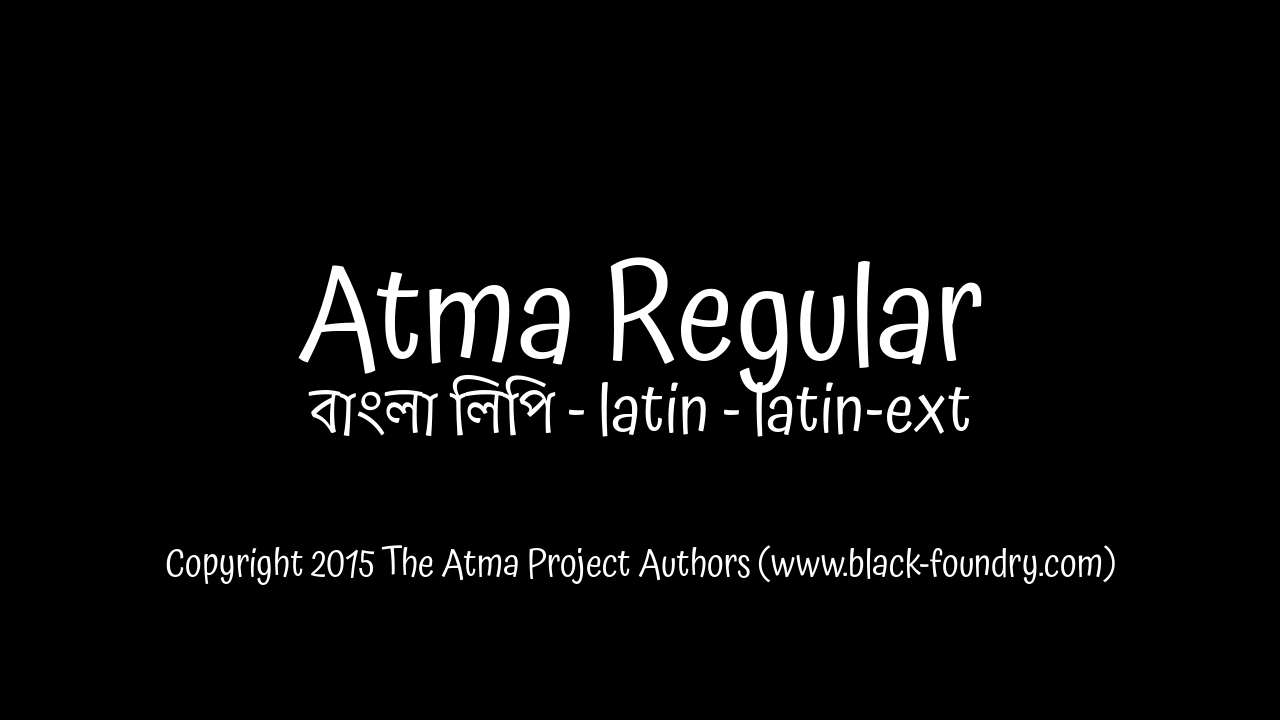 Atma Regular
বাংলা লিপি - latin - latin-ext
Copyright 2015 The Atma Project Authors (www.black-foundry.com)